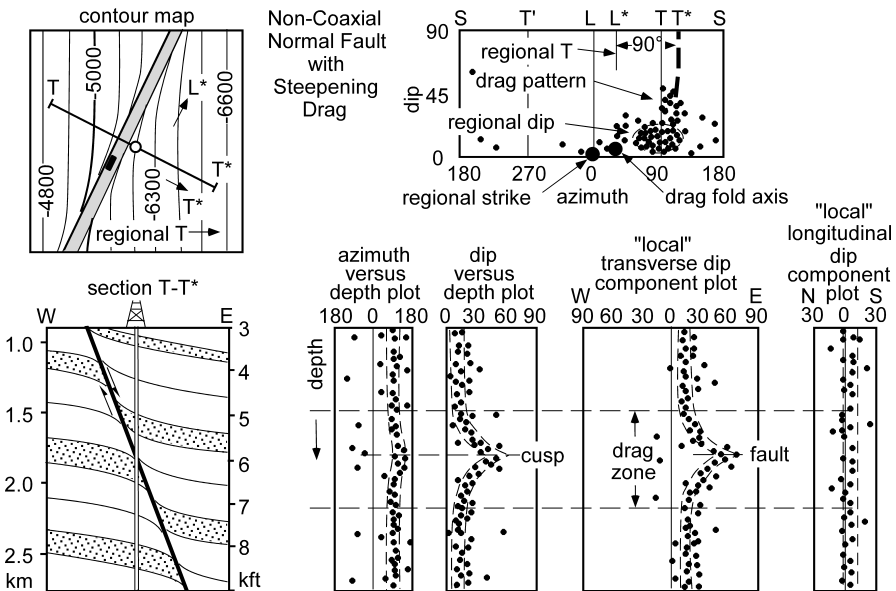 contour map
T
-5000
L*
-6600
-4800
-6300
T*
T*
regional T
Non-Coaxial
Normal Fault
with
Steepening
Drag
S T' L L* T T* S
90
45
0
dip
regional T
90°
drag pattern
regional dip
180 270 0 90 180
regional strike
azimuth
drag fold axis
section T-T*
W E
1.0
1.5
2.0
2.5
km
3
4
5
6
7
8
kft
azimuth
versus
depth plot
180 0 180
depth
dip
versus
depth plot
0 30 60 90
cusp
"local"
transverse dip
component plot
W E
90 60 30 0 30 60 90
drag
zone
fault
"local"
longitudinal
dip
component
plot
N S
30 0 30